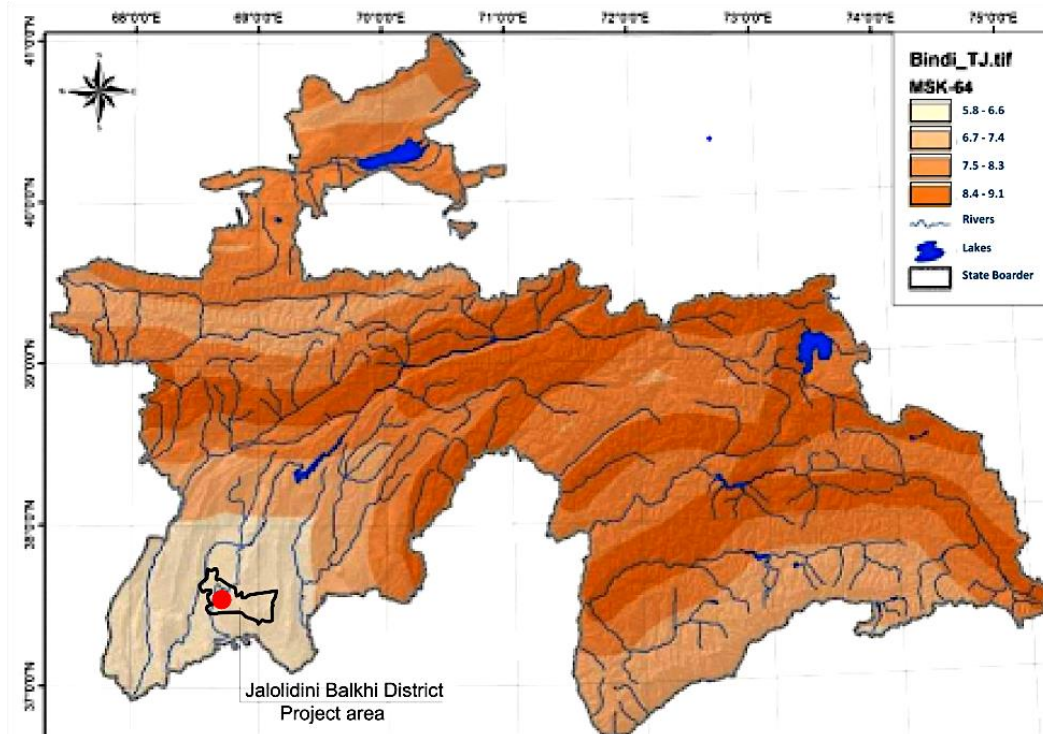 68°0'0"E 69°0'0"E 70°0'0"E 71°0'0"E 72°0'0"E 73°0'0"E 74°0'0"E 75°0'0"E
41°0'0"N
40°0'0"N
39°0'0"N
38°0'0"N
37°0'0"N
Bindi_TJ.tif
MSK-64
5.8 - 6.6
6.7 - 7.4
7.5 - 8.3
8.4 - 9.1
Rivers
Lakes
State Boarder
Jalolidini Balkhi District
Project area